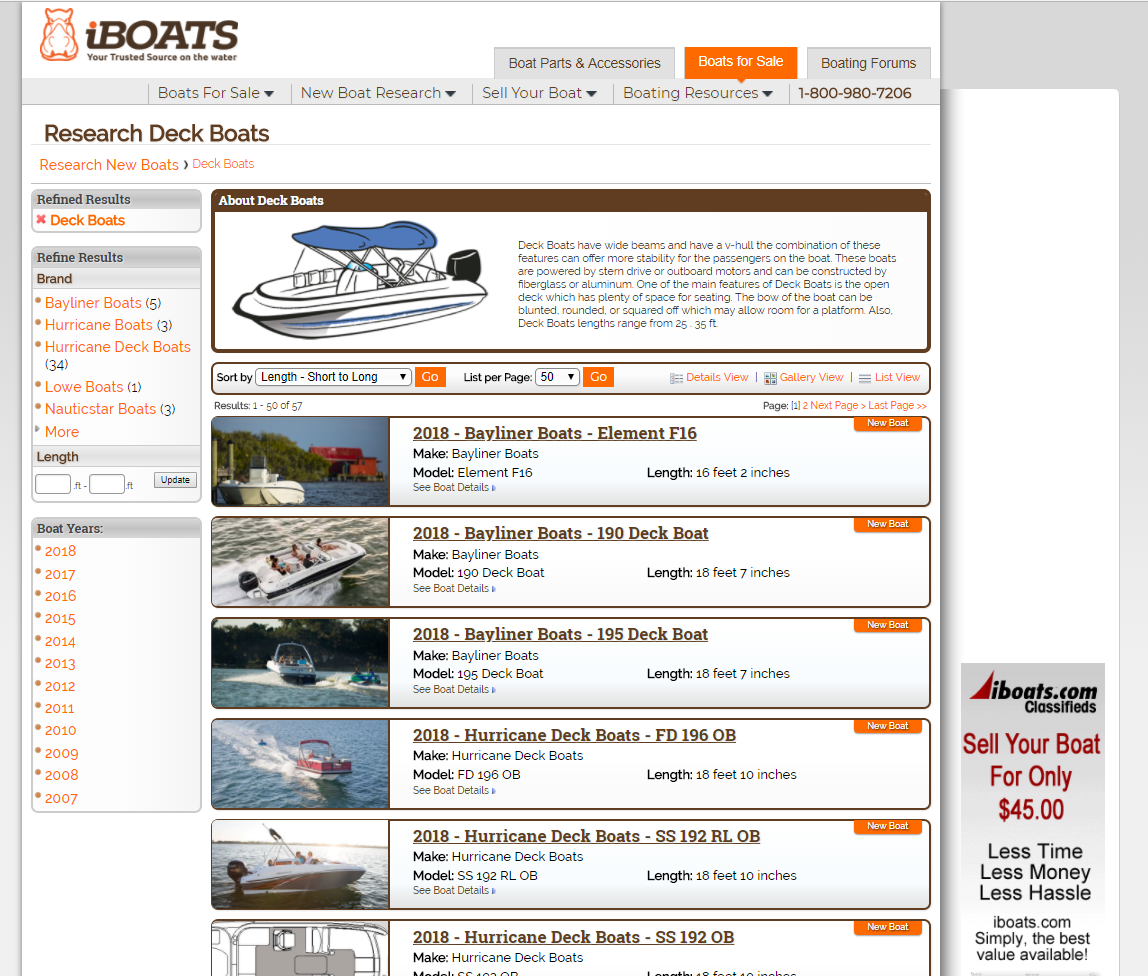 iBOATS
Your Trusted Source on the water
Boat Parts & Accessories
Boats for Sale
Boating Forums
Boats For Sale
New Boat Research
Sell Your Boat
Boating Resources
1-800-980-7206
Research Deck Boats
Research New Boats › Deck Boats
Refined Results
Deck Boats
Refine Results
Brand
Bayliner Boats (5)
Hurricane Boats (3)
Hurricane Deck Boats
(34)
Lowe Boats (1)
Nauticstar Boats (3)
More
Length
.ft - .ft Update
Boat Years:
2018
2017
2016
2015
2014
2013
2012
2011
2010
2009
2008
2007
About Deck Boats
Deck Boats have wide beams and have a v-hull the combination of these
features can offer more stability for the passengers on the boat. These boats
are powered by stern drive or outboard motors and can be constructed by
fiberglass or aluminum. One of the main features of Deck Boats is the open
deck which has plenty of space for seating. The bow of the boat can be
blunted, rounded, or squared off which may allow room for a platform. Also,
Deck Boats lengths range from 25 . 35 ft.
Sort by Length - Short to Long Go List per Page: 50 Go Details View | Gallery View | List View
Results: 1 - 50 of 57 Page: [1] 2 Next Page > Last Page >>
2018 - Bayliner Boats - Element F16
New Boat
Make: Bayliner Boats
Model: Element F16 Length: 16 feet 2 inches
See Boat Details
2018 - Bayliner Boats - 190 Deck Boat
New Boat
Make: Bayliner Boats
Model: 190 Deck Boat Length: 18 feet 7 inches
See Boat Details
2018 - Bayliner Boats - 195 Deck Boat
New Boat
Make: Bayliner Boats
Model: 195 Deck Boat Length: 18 feet 7 inches
See Boat Details
2018 - Hurricane Deck Boats - FD 196 OB
New Boat
Make: Hurricane Deck Boats
Model: FD 196 OB Length: 18 feet 10 inches
See Boat Details
2018 - Hurricane Deck Boats - SS 192 RL OB
New Boat
Make: Hurricane Deck Boats
Model: SS 192 RL OB Length: 18 feet 10 inches
See Boat Details
2018 - Hurricane Deck Boats - SS 192 OB
New Boat
Make: Hurricane Deck Boats
Model: SS 192 OB Length: 18 feet 10 inches
iboats.com
Classifieds
Sell Your Boat
For Only
$45.00
Less Time
Less Money
Less Hassle
iboats.com
Simply, the best
value available!